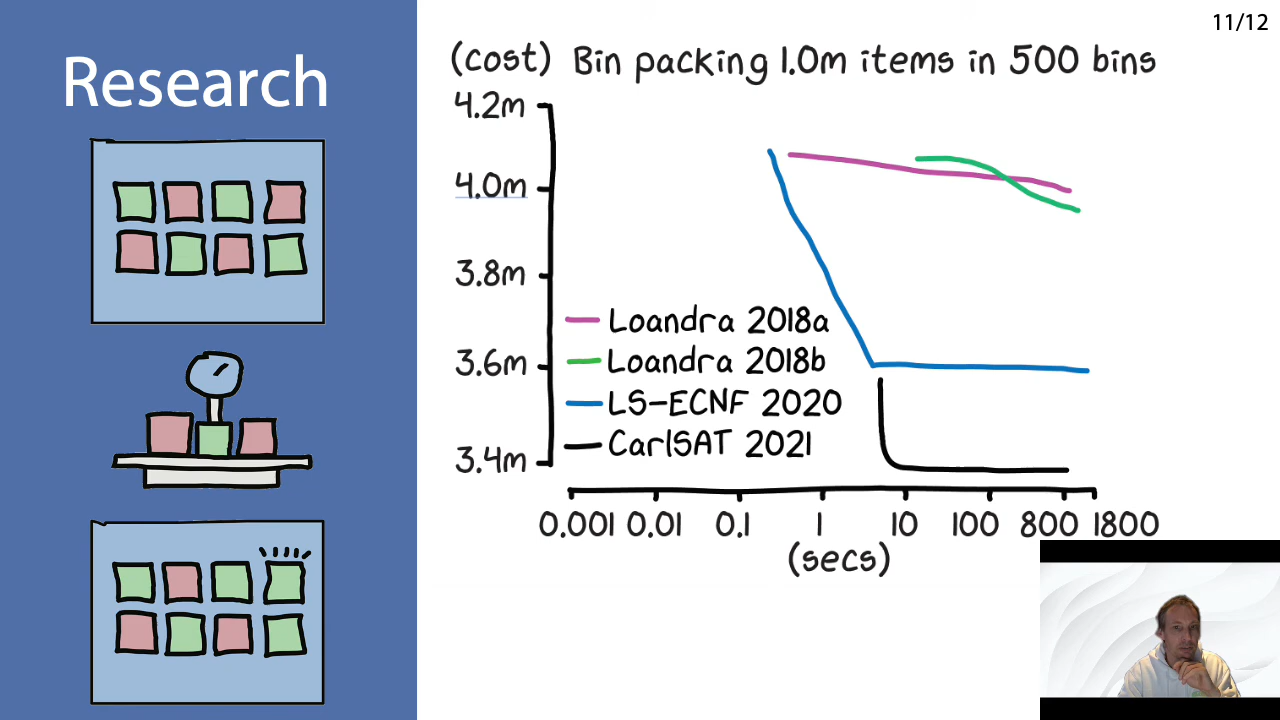 11/12
Research
(cost) Bin packing 1.0m items in 500 bins
4.2m
4.0m
3.8m
3.6m
3.4m
Loandra 2018a
Loandra 2018b
LS-ECNF 2020
CarlSAT 2021
0.001 0.01 0.1 1 10 100 800 1800
(secs)